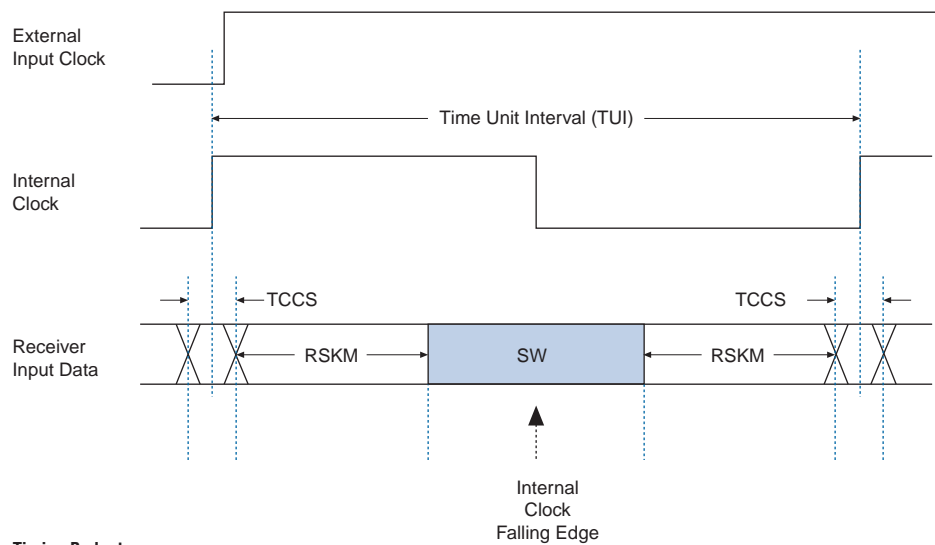 External
Input Clock
Time Unit Interval (TUI)
Internal
Clock
TCCS
TCCS
Receiver
Input Data
RSKM
SW
RSKM
Internal
Clock
Falling Edge